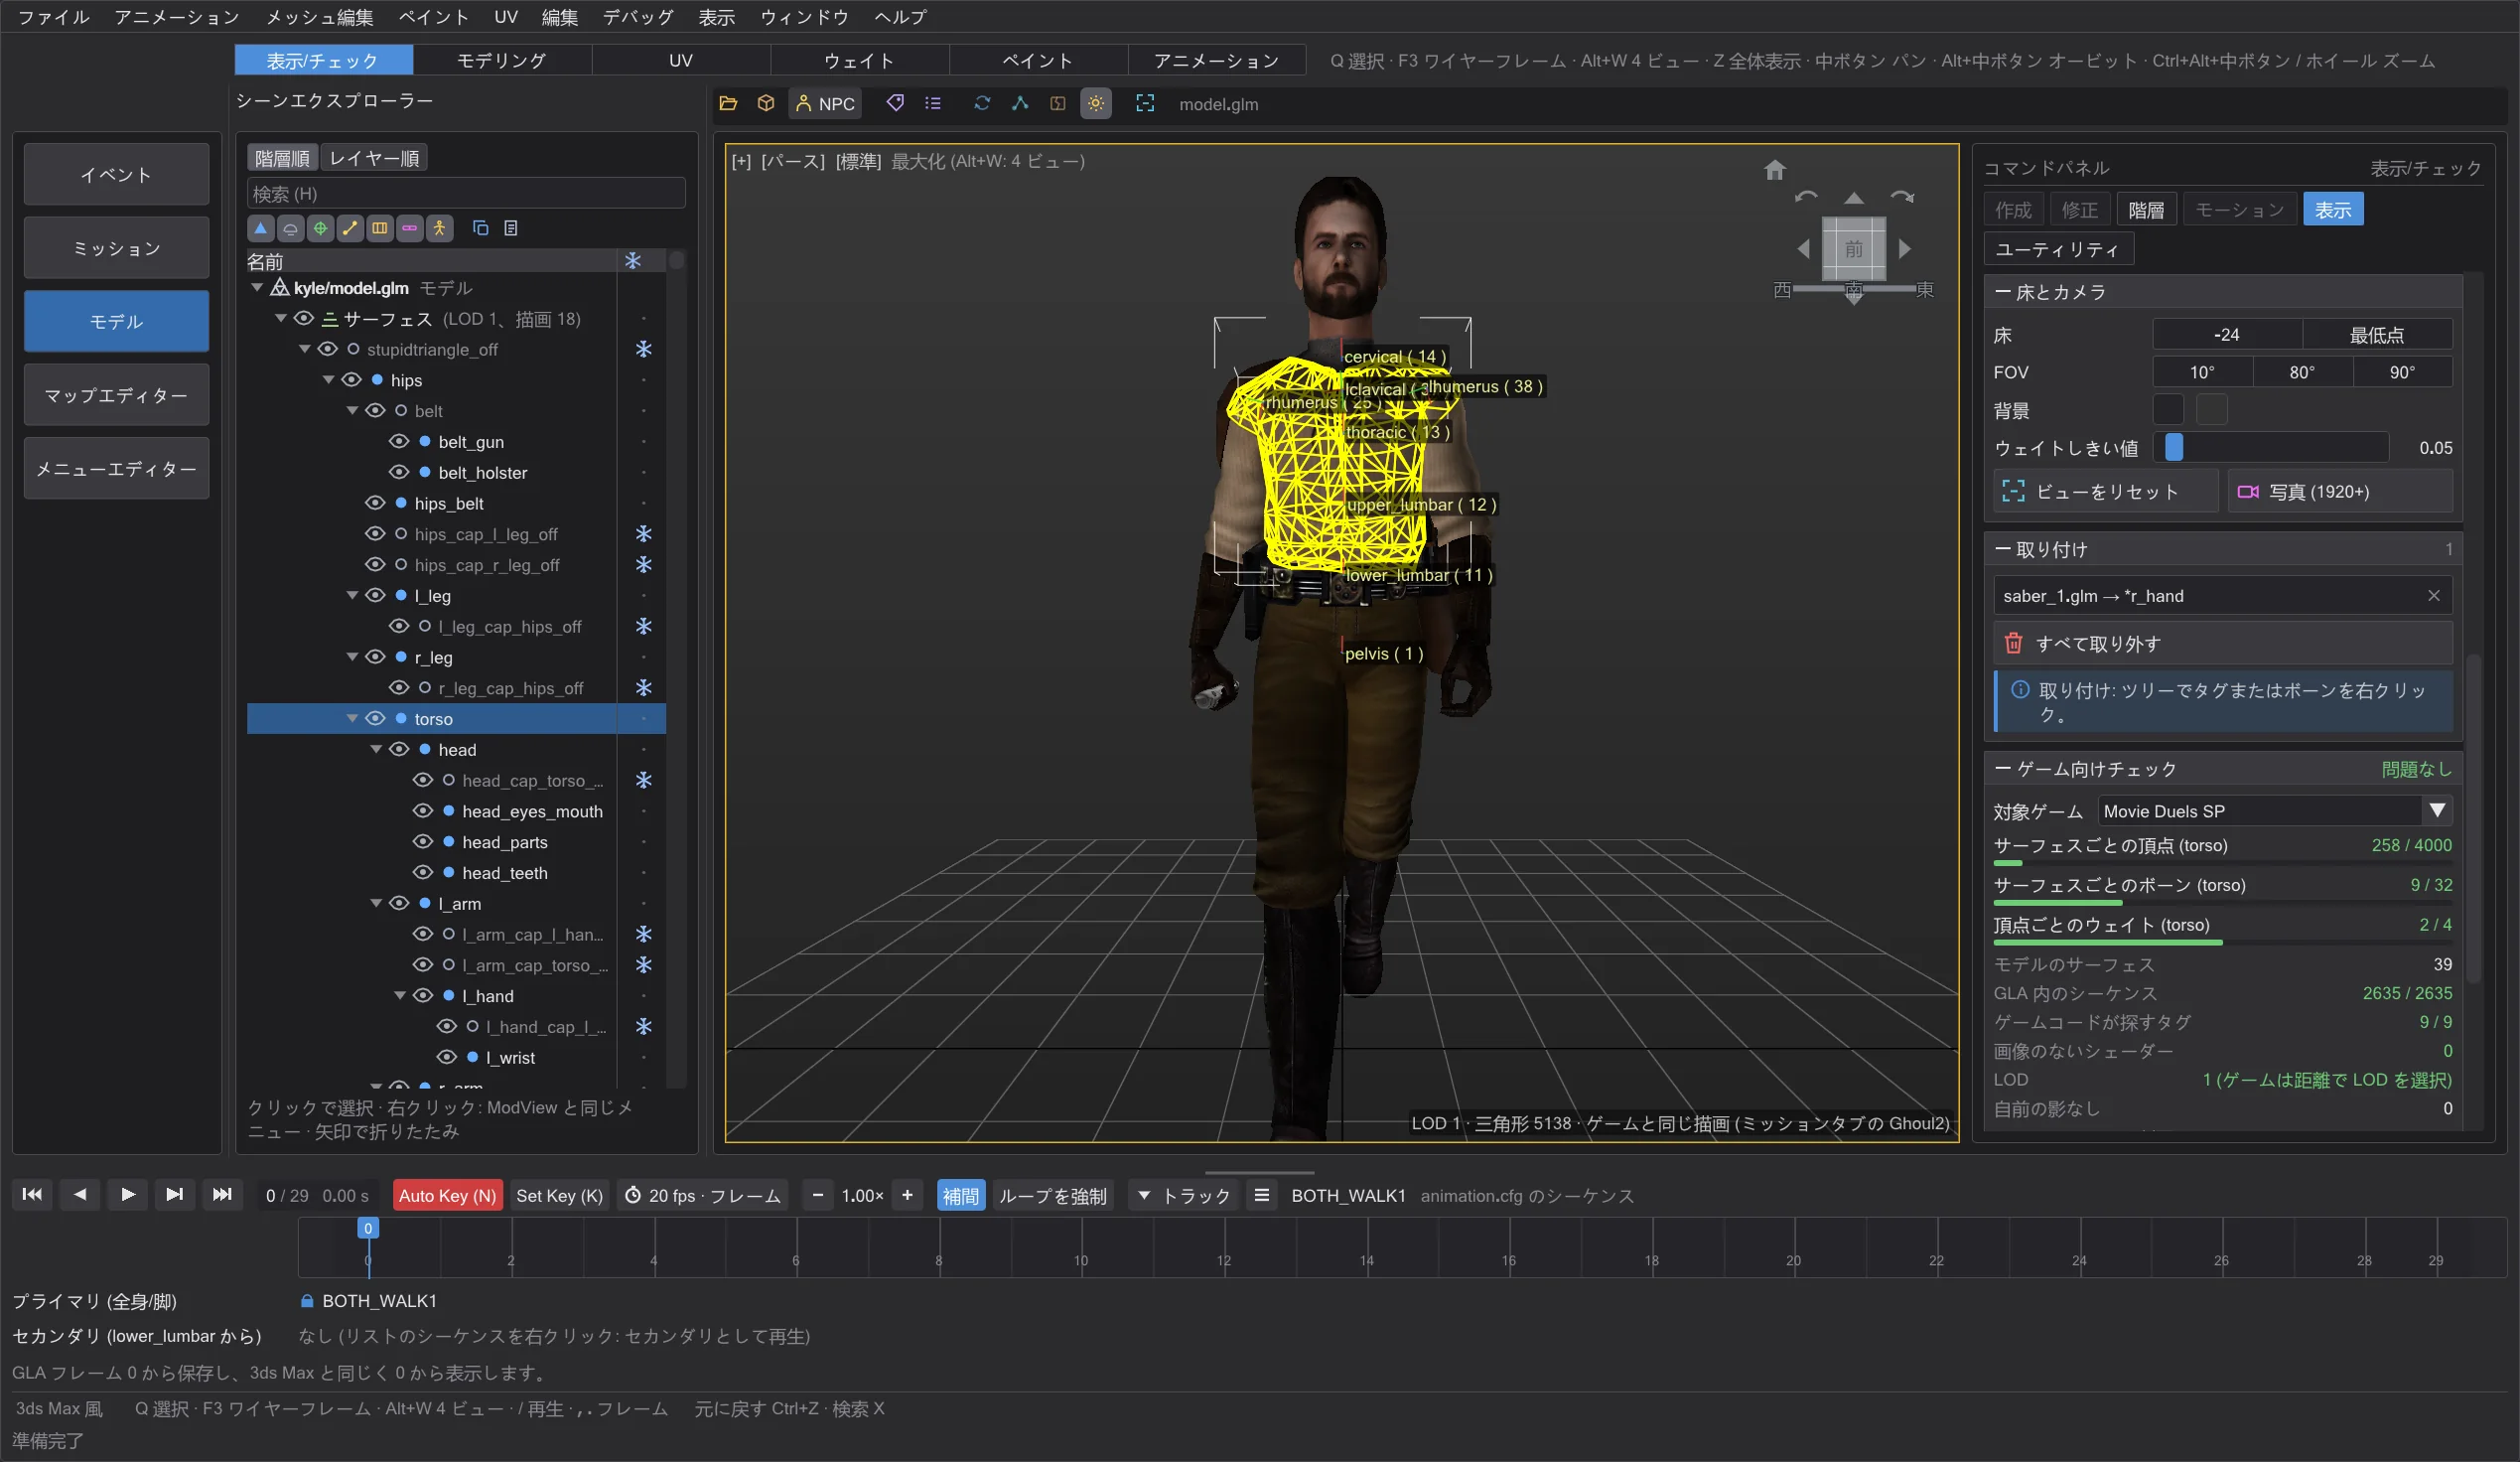 ファイル アニメーション メッシュ編集 ペイント UV 編集 デバッグ 表示 ウィンドウ ヘルプ
表示/チェック モデリング UV ウェイト ペイント アニメーション Q 選択 · F3 ワイヤーフレーム · Alt+W 4 ビュー · Z 全体表示 · 中ボタン パン · Alt+中ボタン オービット · Ctrl+Alt+中ボタン / ホイール ズーム
シーンエクスプローラー
NPC model.glm
イベント
ミッション
モデル
マップエディター
メニューエディター
階層順 レイヤー順
検索 (H)
名前
kyle/model.glm モデル
サーフェス (LOD 1、描画 18)
stupidtriangle_off
hips
belt
belt_gun
belt_holster
hips_belt
hips_cap_l_leg_off
hips_cap_r_leg_off
l_leg
l_leg_cap_hips_off
r_leg
r_leg_cap_hips_off
torso
head
head_cap_torso_...
head_eyes_mouth
head_parts
head_teeth
l_arm
l_arm_cap_l_han...
l_arm_cap_torso_...
l_hand
l_hand_cap_l_...
l_wrist
r_arm
クリックで選択 · 右クリック: ModView と同じメ
ニュー · 矢印で折りたたみ
[+] [パース] [標準] 最大化 (Alt+W: 4 ビュー)
前
西 南 東
cervical ( 14 )
lhumerus ( 38 )
lclavical (
rhumerus ( 25 )
thoracic ( 13 )
upper_lumbar ( 12 )
lower_lumbar ( 11 )
pelvis ( 1 )
LOD 1 · 三角形 5138 · ゲームと同じ描画 (ミッションタブの Ghoul2)
コマンドパネル 表示/チェック
作成 修正 階層 モーション 表示
ユーティリティ
床とカメラ
床 -24 最低点
FOV 10° 80° 90°
背景
ウェイトしきい値 0.05
ビューをリセット 写真 (1920+)
取り付け 1
saber_1.glm → *r_hand
すべて取り外す
取り付け: ツリーでタグまたはボーンを右クリッ
ク。
ゲーム向けチェック 問題なし
対象ゲーム Movie Duels SP
サーフェスごとの頂点 (torso) 258 / 4000
サーフェスごとのボーン (torso) 9 / 32
頂点ごとのウェイト (torso) 2 / 4
モデルのサーフェス 39
GLA 内のシーケンス 2635 / 2635
ゲームコードが探すタグ 9 / 9
画像のないシェーダー 0
LOD 1 (ゲームは距離で LOD を選択)
自前の影なし 0
0 / 29 0.00 s Auto Key (N) Set Key (K) 20 fps · フレーム − 1.00× + 補間 ループを強制 トラック BOTH_WALK1 animation.cfg のシーケンス
0
0 2 4 6 8 10 12 14 16 18 20 22 24 26 28 29
プライマリ (全身/脚) BOTH_WALK1
セカンダリ (lower_lumbar から) なし (リストのシーケンスを右クリック: セカンダリとして再生)
GLA フレーム 0 から保存し、3ds Max と同じく 0 から表示します。
3ds Max 風 Q 選択 · F3 ワイヤーフレーム · Alt+W 4 ビュー · / 再生 · , . フレーム 元に戻す Ctrl+Z · 検索 X
準備完了